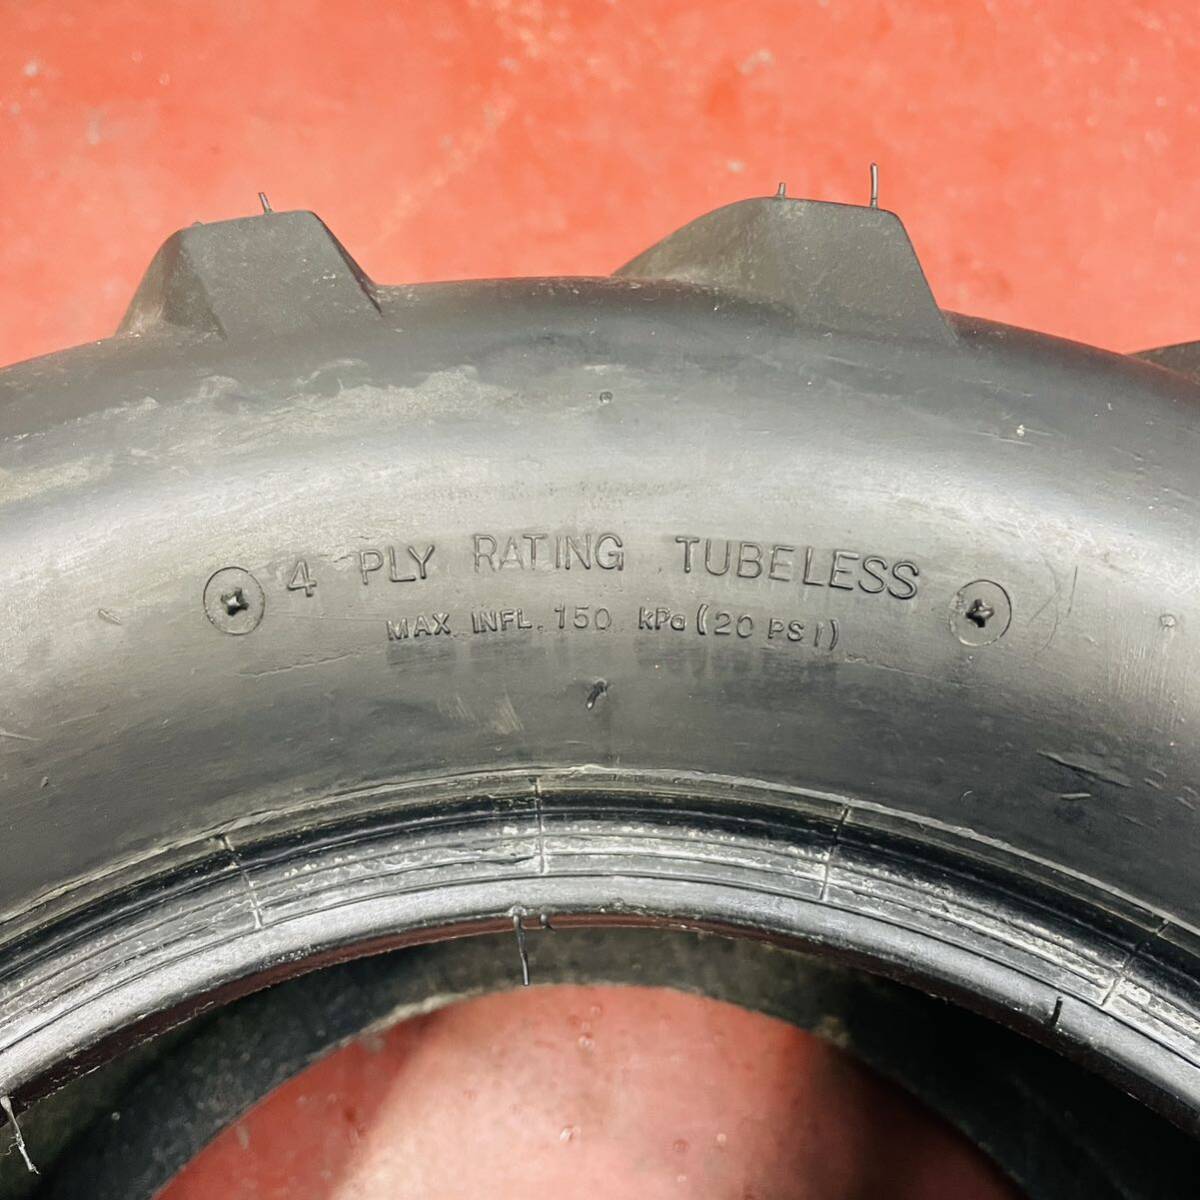 4 PLY RATING TUBELESS
MAX. INFL. 150 kPa (20 PSI)